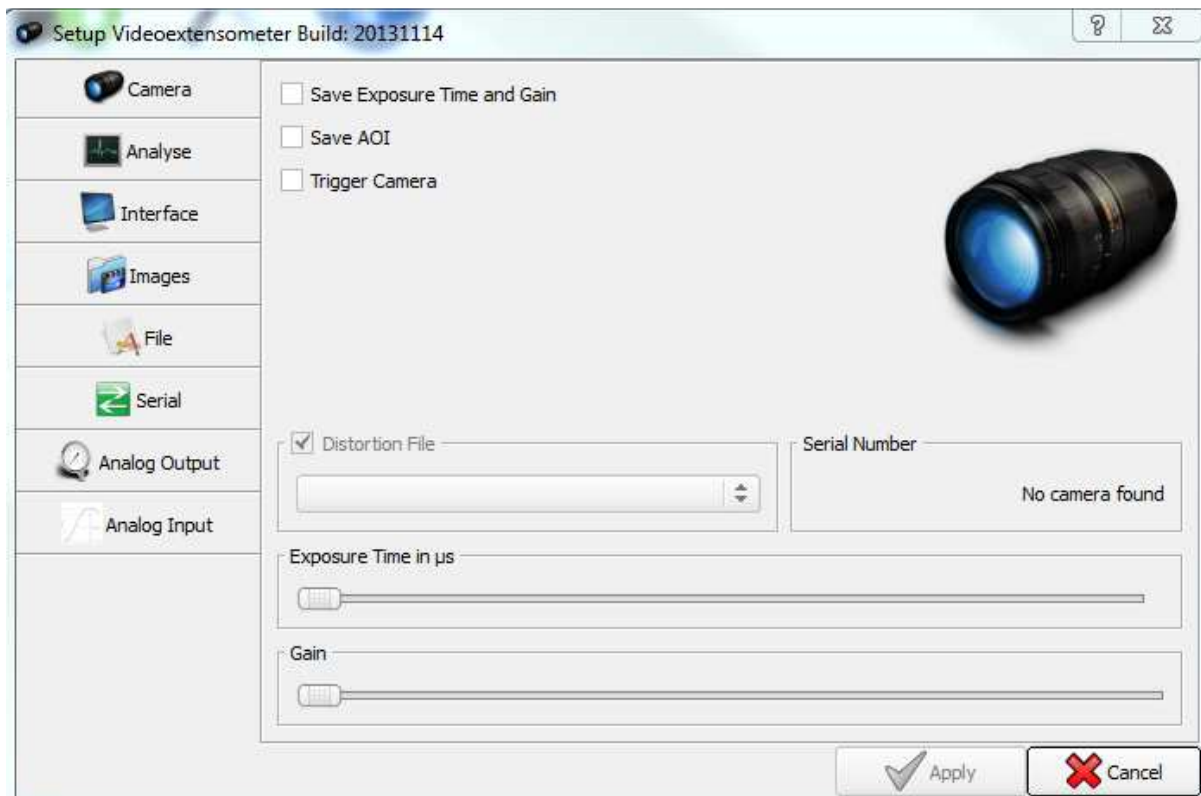 Setup Videoextensometer Build: 20131114
Camera
Analyse
Interface
Images
File
Serial
Analog Output
Analog Input
Save Exposure Time and Gain
Save AOI
Trigger Camera
Distortion File
Serial Number
No camera found
Exposure Time in µs
Gain
Apply
Cancel